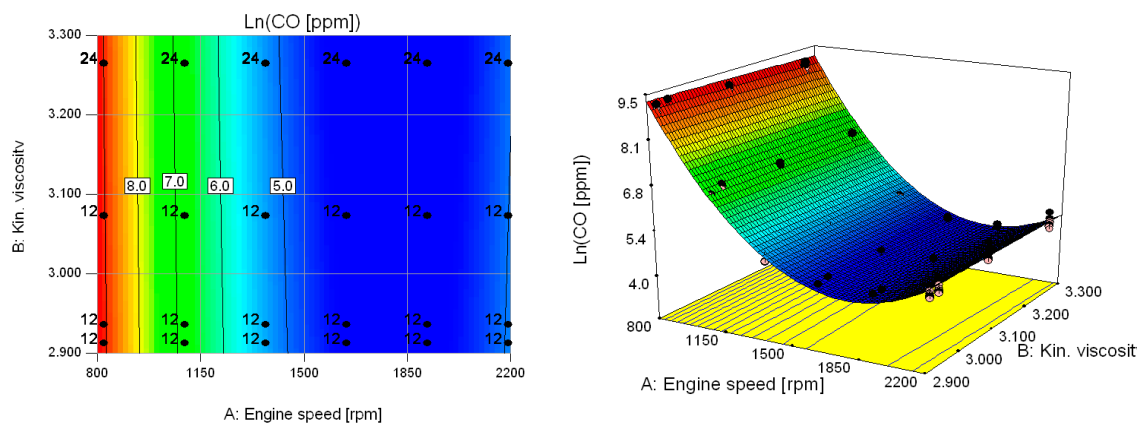 Ln(CO [ppm])
3.300
24 24 24 24 24 24
3.200
B: Kin. viscosity
8.0 7.0 6.0 5.0
3.100
12 12 12 12 12 12
3.000
12 12 12 12 12 12
12 12 12 12 12 12
2.900
800 1150 1500 1850 2200
A: Engine speed [rpm]
9.5
8.1
6.8
5.4
4.0
Ln(CO [ppm])
800
1150
1500
1850
2200
A: Engine speed [rpm]
2.900
3.000
3.100
3.200
3.300
B: Kin. viscosit